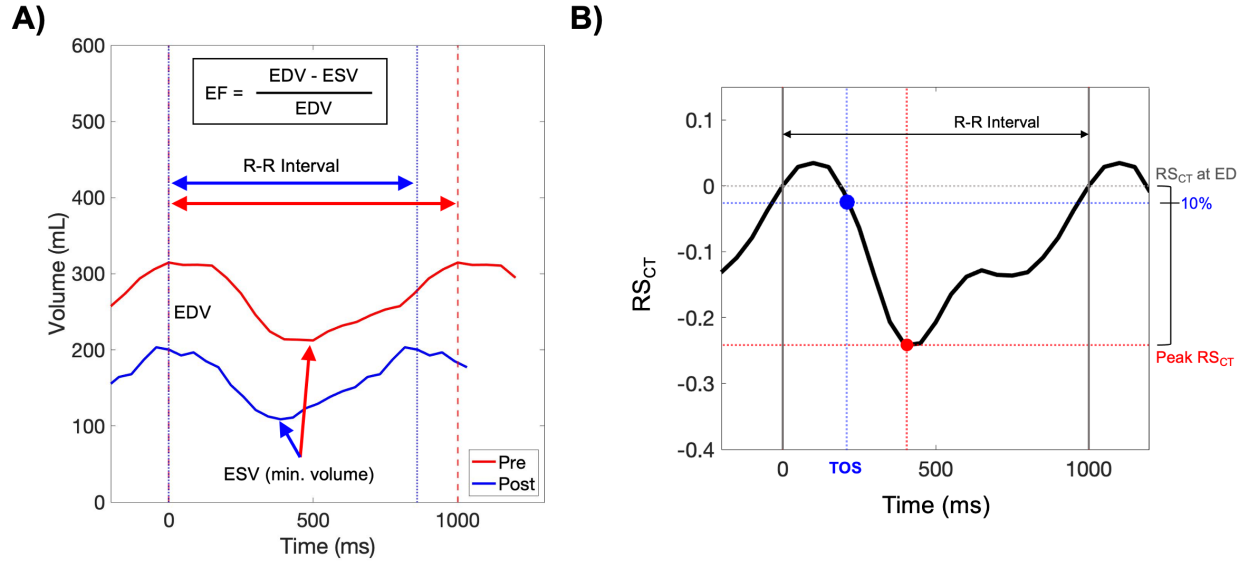 A)
600
500
400
300
200
100
0
Volume (mL)
EF = EDV - ESV
EDV
R-R Interval
EDV
ESV (min. volume)
Pre
Post
0
500
1000
Time (ms)
B)
0.1
0
-0.1
-0.2
-0.3
-0.4
RSCT
R-R Interval
RSCT at ED
10%
Peak RSCT
0
TOS
500
1000
Time (ms)